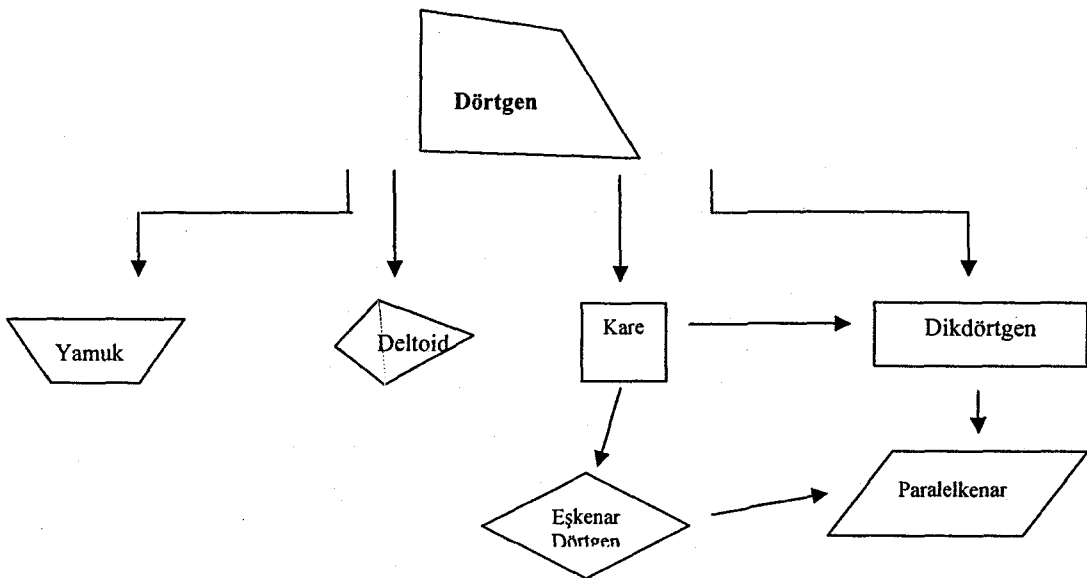 Dörtgen
Yamuk
Deltoid
Kare
Dikdörtgen
Eşkenar
Dörtgen
Paralelkenar